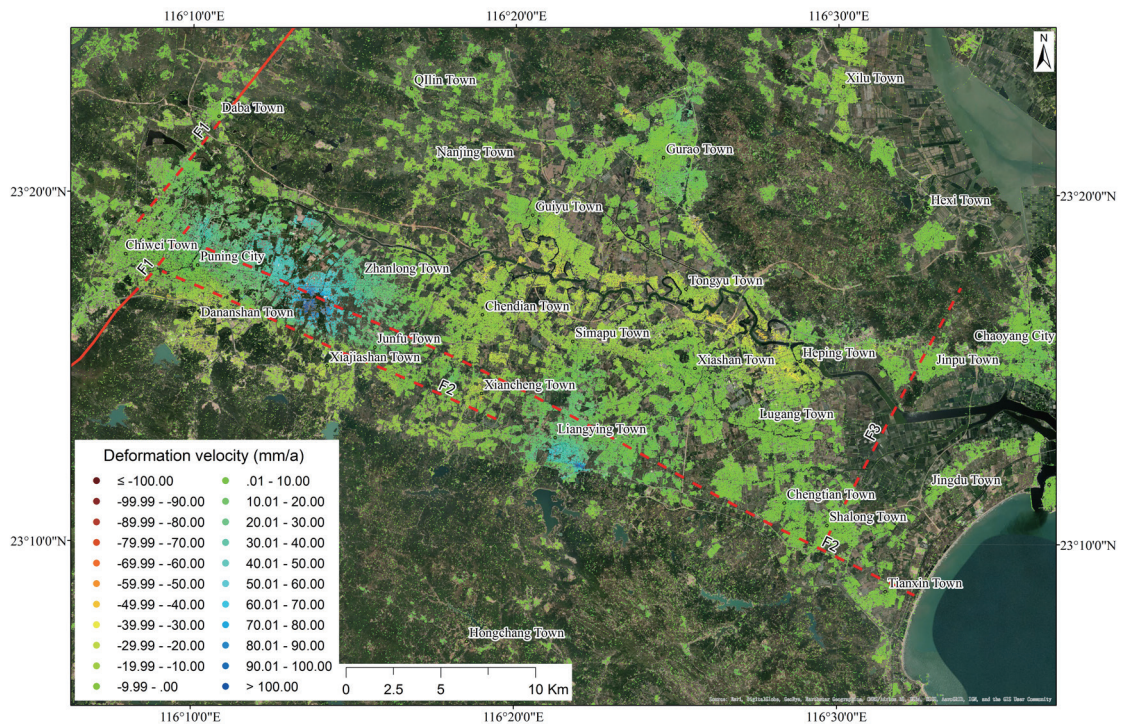 116°10'0"E 116°20'0"E 116°30'0"E
N
Daba Town
QIlin Town
Xilu Town
F1
Nanjing Town
Gurao Town
23°20'0"N 23°20'0"N
Guiyu Town
Hexi Town
Chiwei Town
Puning City
Zhanlong Town
F1
Tongyu Town
Dananshan Town
Chendian Town
Simapu Town
Junfu Town
Xiajiashan Town
Xiashan Town
Heping Town
Jinpu Town
Chaoyang City
F2
Xiancheng Town
Lugang Town
Liangying Town
F3
Jingdu Town
Chengtian Town
Shalong Town
23°10'0"N 23°10'0"N
F2
Tianxin Town
Hongchang Town
Deformation velocity (mm/a)
≤ -100.00 .01 - 10.00
-99.99 - -90.00 10.01 - 20.00
-89.99 - -80.00 20.01 - 30.00
-79.99 - -70.00 30.01 - 40.00
-69.99 - -60.00 40.01 - 50.00
-59.99 - -50.00 50.01 - 60.00
-49.99 - -40.00 60.01 - 70.00
-39.99 - -30.00 70.01 - 80.00
-29.99 - -20.00 80.01 - 90.00
-19.99 - -10.00 90.01 - 100.00
-9.99 - .00 > 100.00
0 2.5 5 10 Km
116°10'0"E 116°20'0"E 116°30'0"E